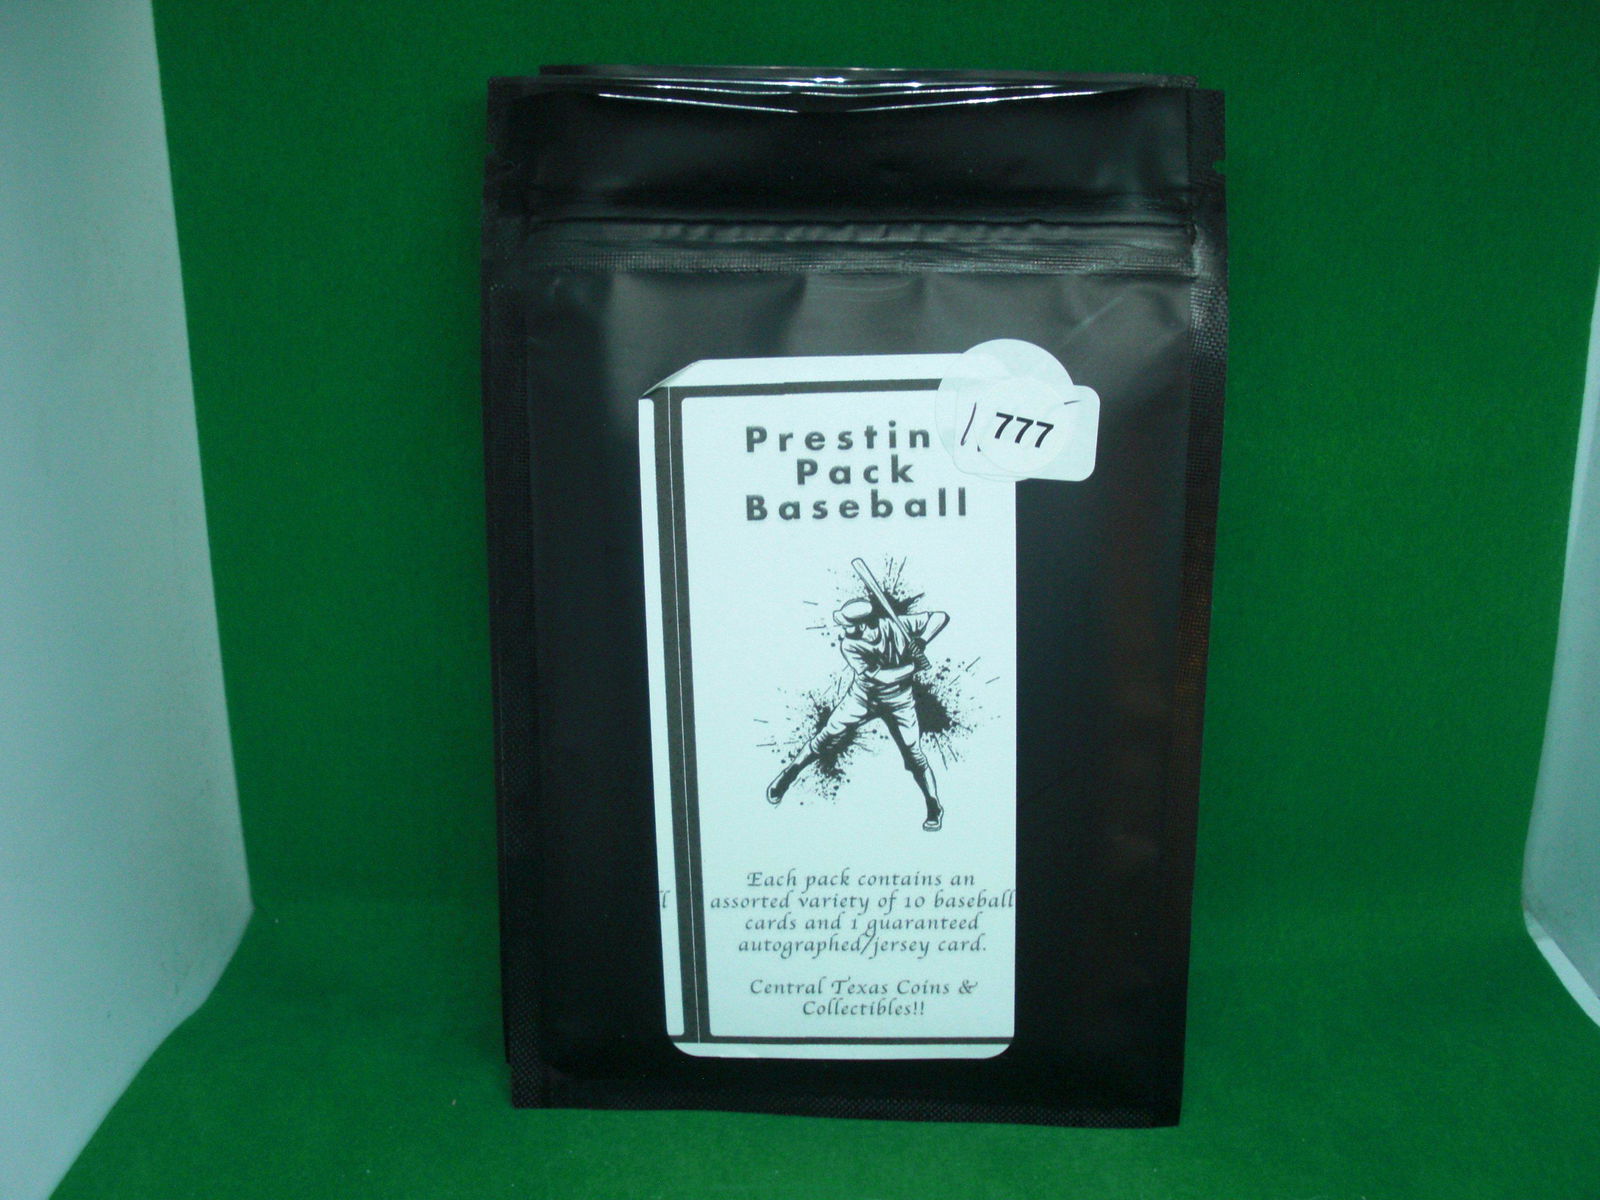 Prestin
Pack
Baseball
777
Each pack contains an
assorted variety of 10 baseball
cards and 1 guaranteed
autographed/jersey card.
Central Texas Coins &
Collectibles!!